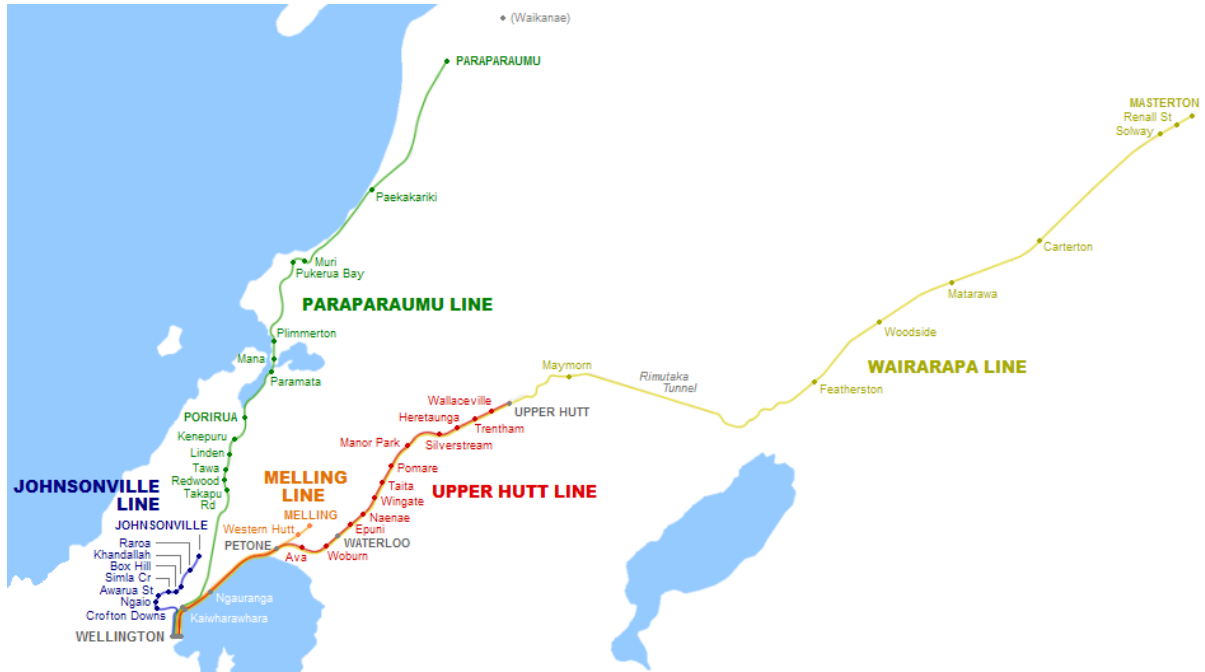 (Waikanae)
PARAPARAUMU
MASTERTON
Renall St
Solway
Paekakariki
Carterton
Muri
Pukerua Bay
Matarawa
PARAPARAUMU LINE
Woodside
Plimmerton
Mana
Maymorn
Rimutaka
Tunnel
WAIRARAPA LINE
Paramata
Featherston
Wallaceville
UPPER HUTT
PORIRUA
Heretaunga
Trentham
Kenepuru
Manor Park
Silverstream
Linden
Tawa
Pomare
Redwood
Takapu
Rd
JOHNSONVILLE
LINE
MELLING
LINE
Taita
UPPER HUTT LINE
Wingate
MELLING
Naenae
JOHNSONVILLE
Western Hutt
Epuni
Raroa
PETONE
WATERLOO
Khandallah
Ava
Woburn
Box Hill
Simla Cr
Awarua St
Ngaio
Ngauranga
Crofton Downs
Kaiwharawhara
WELLINGTON